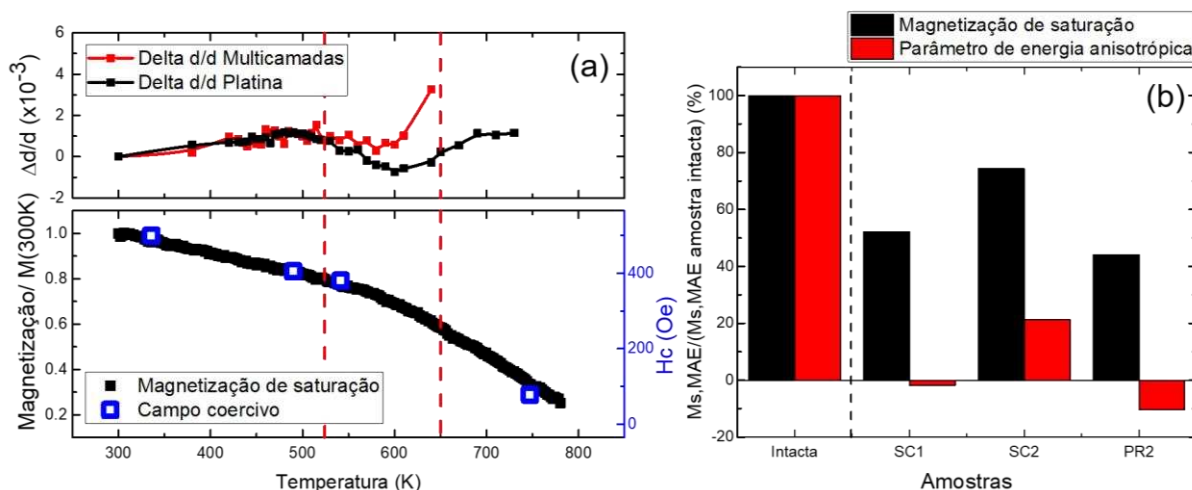 Δd/d (x10⁻³)
6
4
2
0
-2
Delta d/d Multicamadas
Delta d/d Platina
(a)
Magnetização/ M(300K)
1.0
0.8
0.6
0.4
0.2
Magnetização de saturação
Campo coercivo
400
200
0
Hc (Oe)
300 400 500 600 700 800
Temperatura (K)
Magnetização de saturação
Parâmetro de energia anisotrópica
(b)
Ms,MAE/(Ms,MAE amostra intacta) (%)
100
80
60
40
20
0
-20
Intacta SC1 SC2 PR2
Amostras